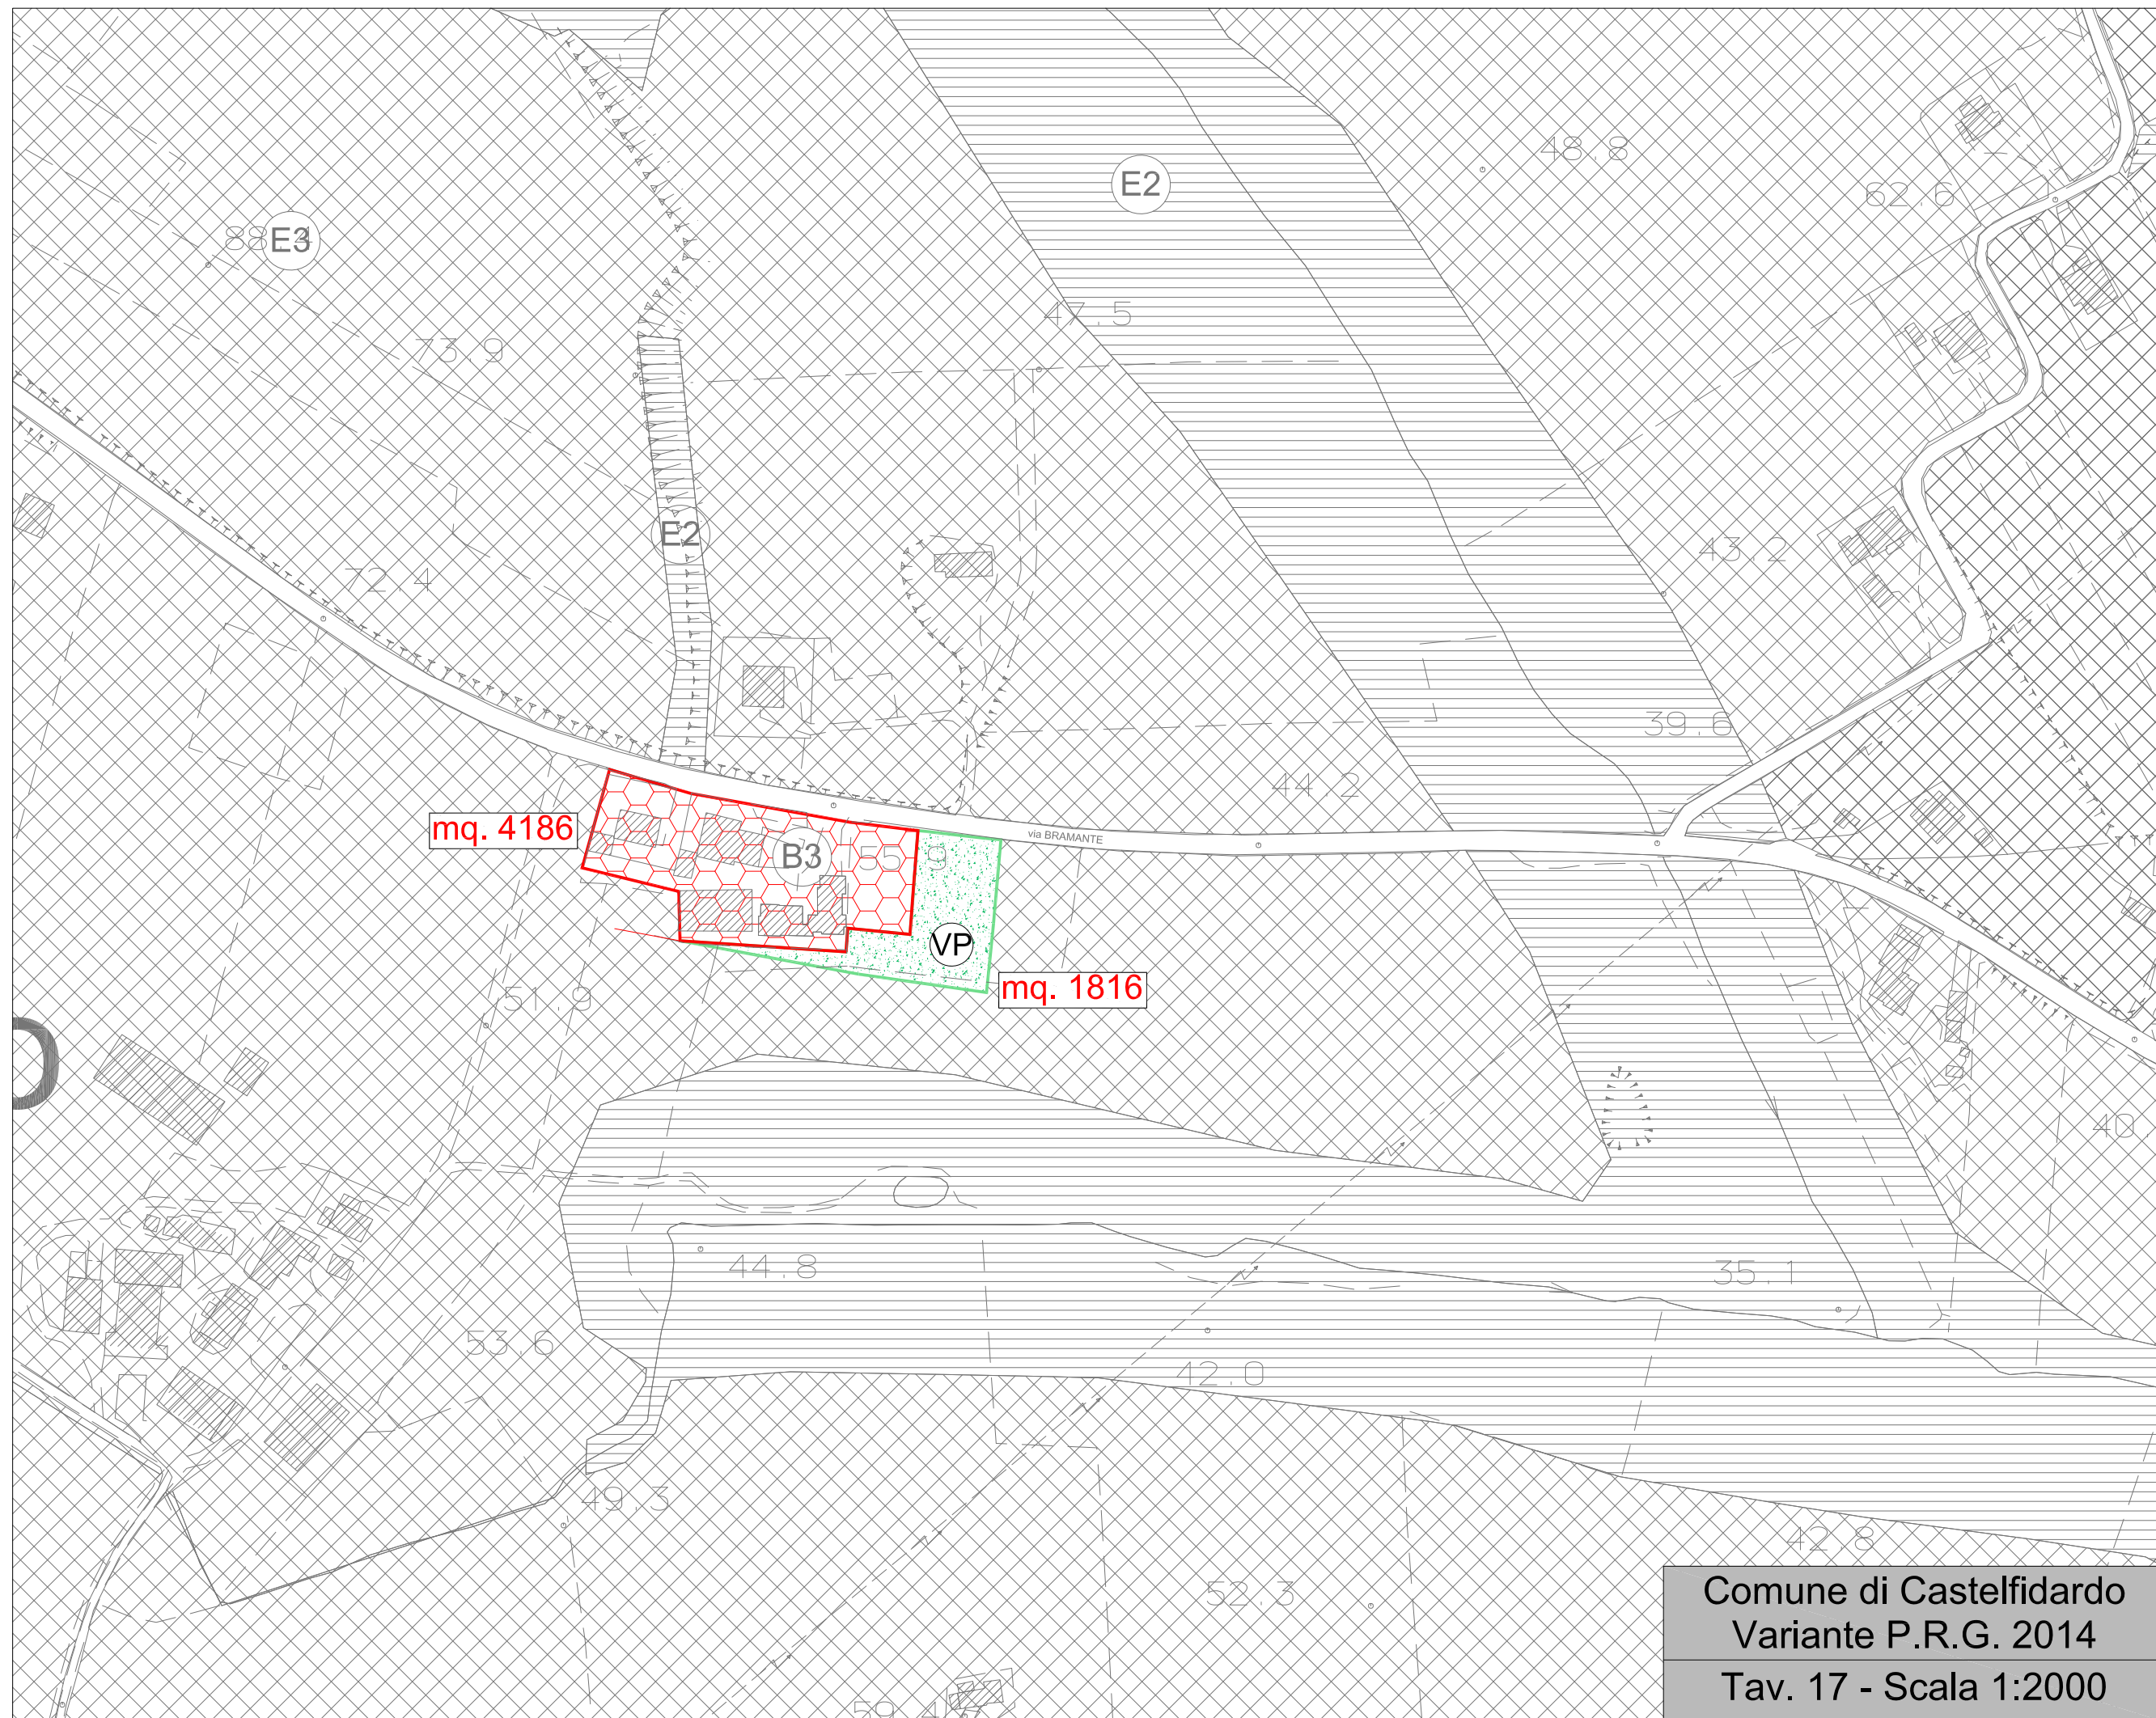 48.8
E2
62.6
88.4
E3
47.5
73.9
E2
43.2
72.4
39.6
44.2
mq. 4186
via BRAMANTE
B3
55.9
VP
mq. 1816
51.9
40
44.8
35.1
53.6
42.0
49.3
42.8
52.3
Comune di Castelfidardo
Variante P.R.G. 2014
Tav. 17 - Scala 1:2000